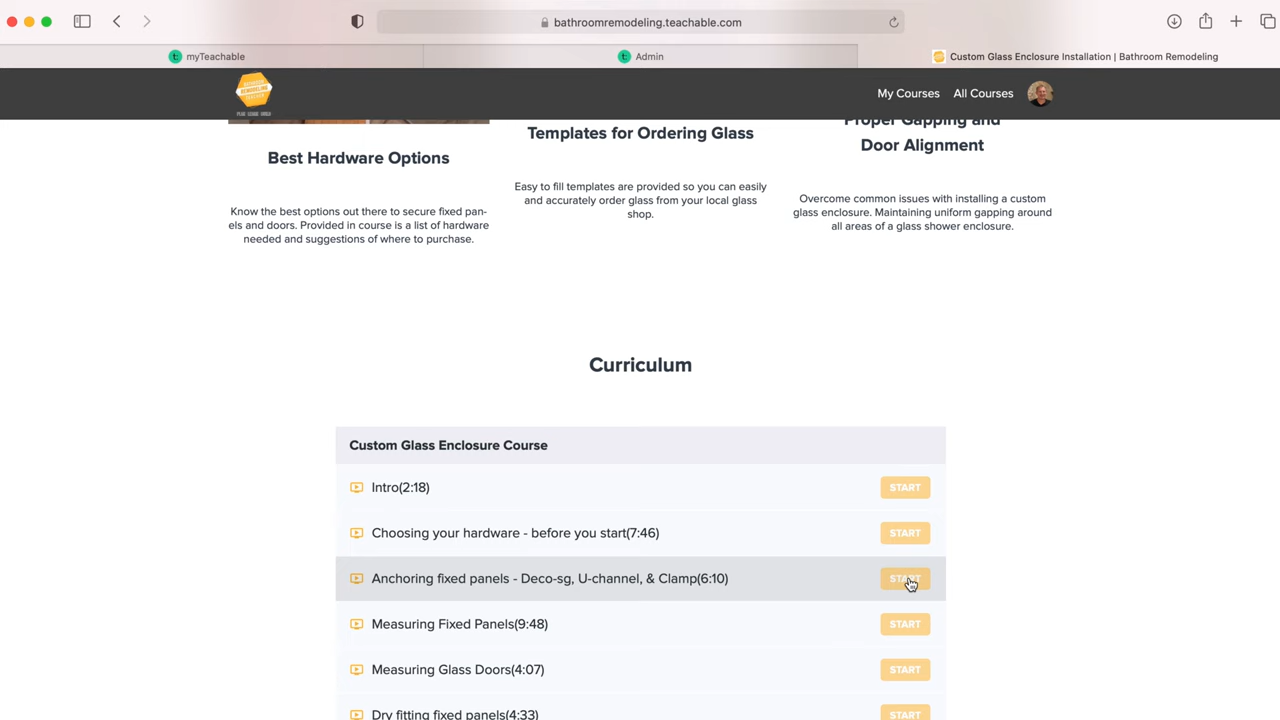 bathroomremodeling.teachable.com
myTeachable
Admin
Custom Glass Enclosure Installation | Bathroom Remodeling
REMODELING
My Courses
All Courses
Best Hardware Options
Know the best options out there to secure fixed pan-
els and doors. Provided in course is a list of hardware
needed and suggestions of where to purchase.
Templates for Ordering Glass
Easy to fill templates are provided so you can easily
and accurately order glass from your local glass
shop.
Proper Gapping and
Door Alignment
Overcome common issues with installing a custom
glass enclosure. Maintaining uniform gapping around
all areas of a glass shower enclosure.
Curriculum
Custom Glass Enclosure Course
Intro(2:18)
START
Choosing your hardware - before you start(7:46)
START
Anchoring fixed panels - Deco-sg, U-channel, & Clamp(6:10)
START
Measuring Fixed Panels(9:48)
START
Measuring Glass Doors(4:07)
START
Dry fitting fixed panels(4:33)
START